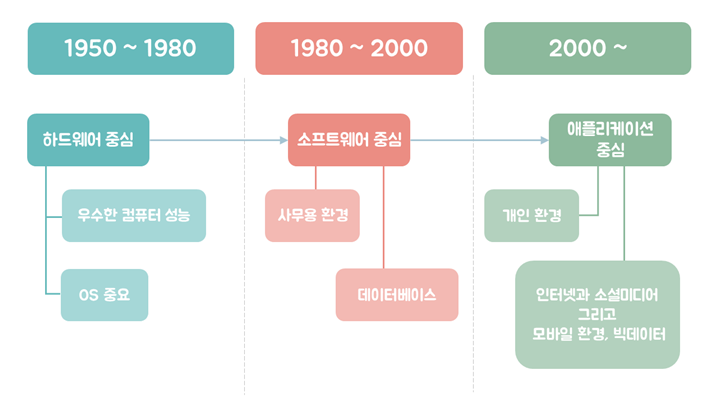 1950 ~ 1980
1980 ~ 2000
2000 ~
하드웨어 중심
소프트웨어 중심
애플리케이션
중심
우수한 컴퓨터 성능
사무용 환경
개인 환경
OS 중요
데이터베이스
인터넷과 소셜미디어
그리고
모바일 환경, 빅데이터